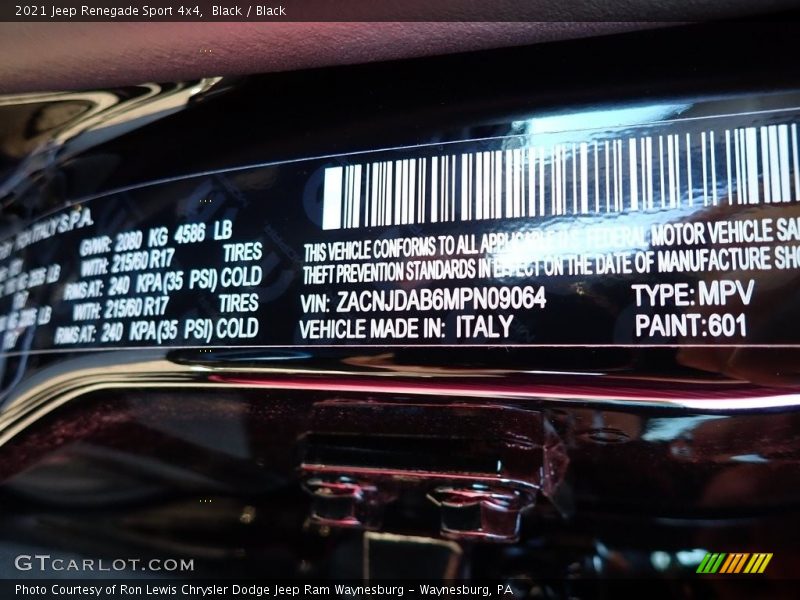 2021 Jeep Renegade Sport 4x4, Black / Black
ITALY S.P.A.
GVWR: 2080 KG 4586 LB
WITH: 215/60 R17 TIRES
RMS AT: 240 KPA(35 PSI) COLD
WITH: 215/60 R17 TIRES
RMS AT: 240 KPA(35 PSI) COLD
THIS VEHICLE CONFORMS TO ALL APPLICABLE U.S. FEDERAL MOTOR VEHICLE SA
THEFT PREVENTION STANDARDS IN EFFECT ON THE DATE OF MANUFACTURE SHO
VIN: ZACNJDAB6MPN09064 TYPE: MPV
VEHICLE MADE IN: ITALY PAINT:601
GTCARLOT.COM
Photo Courtesy of Ron Lewis Chrysler Dodge Jeep Ram Waynesburg - Waynesburg, PA